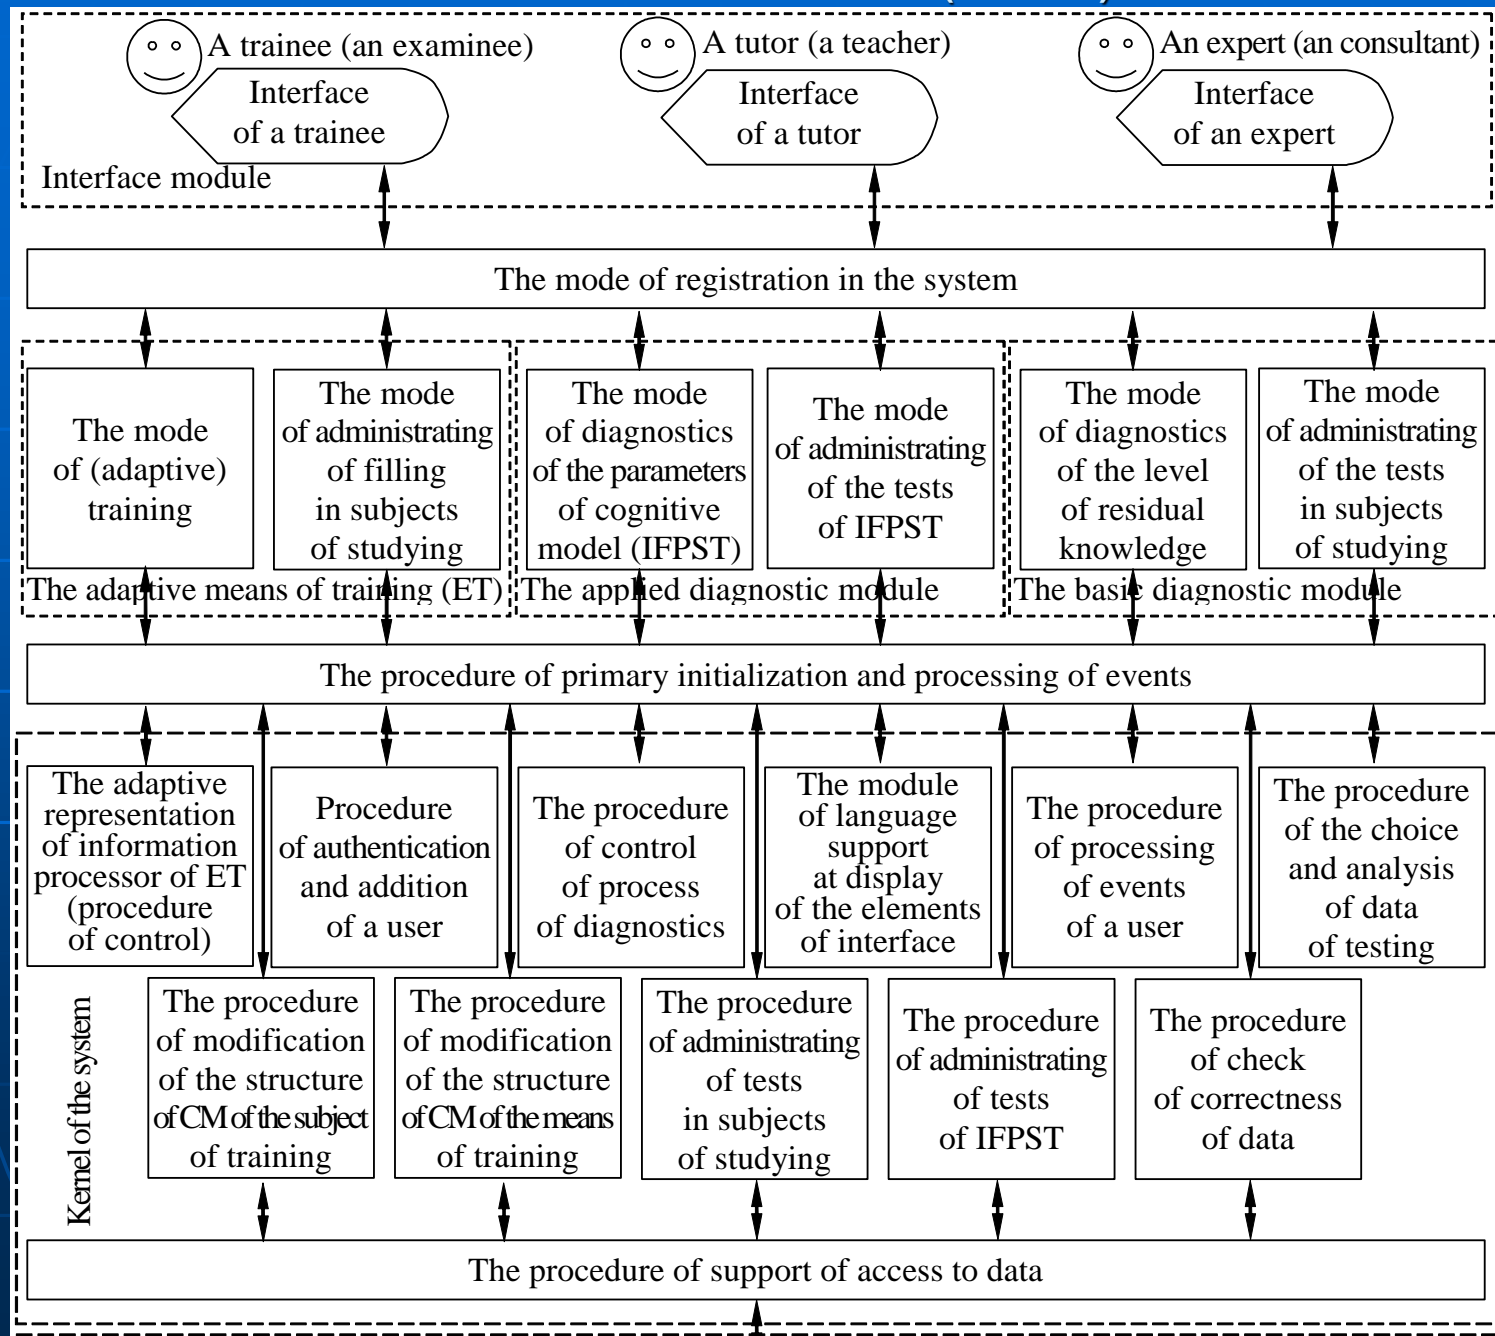 A trainee (an examinee)
Interface
of a trainee
A tutor (a teacher)
Interface
of a tutor
An expert (an consultant)
Interface
of an expert
Interface module
The mode of registration in the system
The mode
of (adaptive)
training
The mode
of administrating
of filling
in subjects
of studying
The adaptive means of training (ET)
The mode
of diagnostics
of the parameters
of cognitive
model (IFPST)
The mode
of administrating
of the tests
of IFPST
The applied diagnostic module
The mode
of diagnostics
of the level
of residual
knowledge
The mode
of administrating
of the tests
in subjects
of studying
The basic diagnostic module
The procedure of primary initialization and processing of events
The adaptive
representation
of information
processor of ET
(procedure
of control)
Procedure
of authentication
and addition
of a user
The procedure
of control
of process
of diagnostics
The module
of language
support
at display
of the elements
of interface
The procedure
of processing
of events
of a user
The procedure
of the choice
and analysis
of data
of testing
Kernel of the system
The procedure
of modification
of the structure
of CM of the subject
of training
The procedure
of modification
of the structure
of CM of the means
of training
The procedure
of administrating
of tests
in subjects
of studying
The procedure
of administrating
of tests
of IFPST
The procedure
of check
of correctness
of data
The procedure of support of access to data